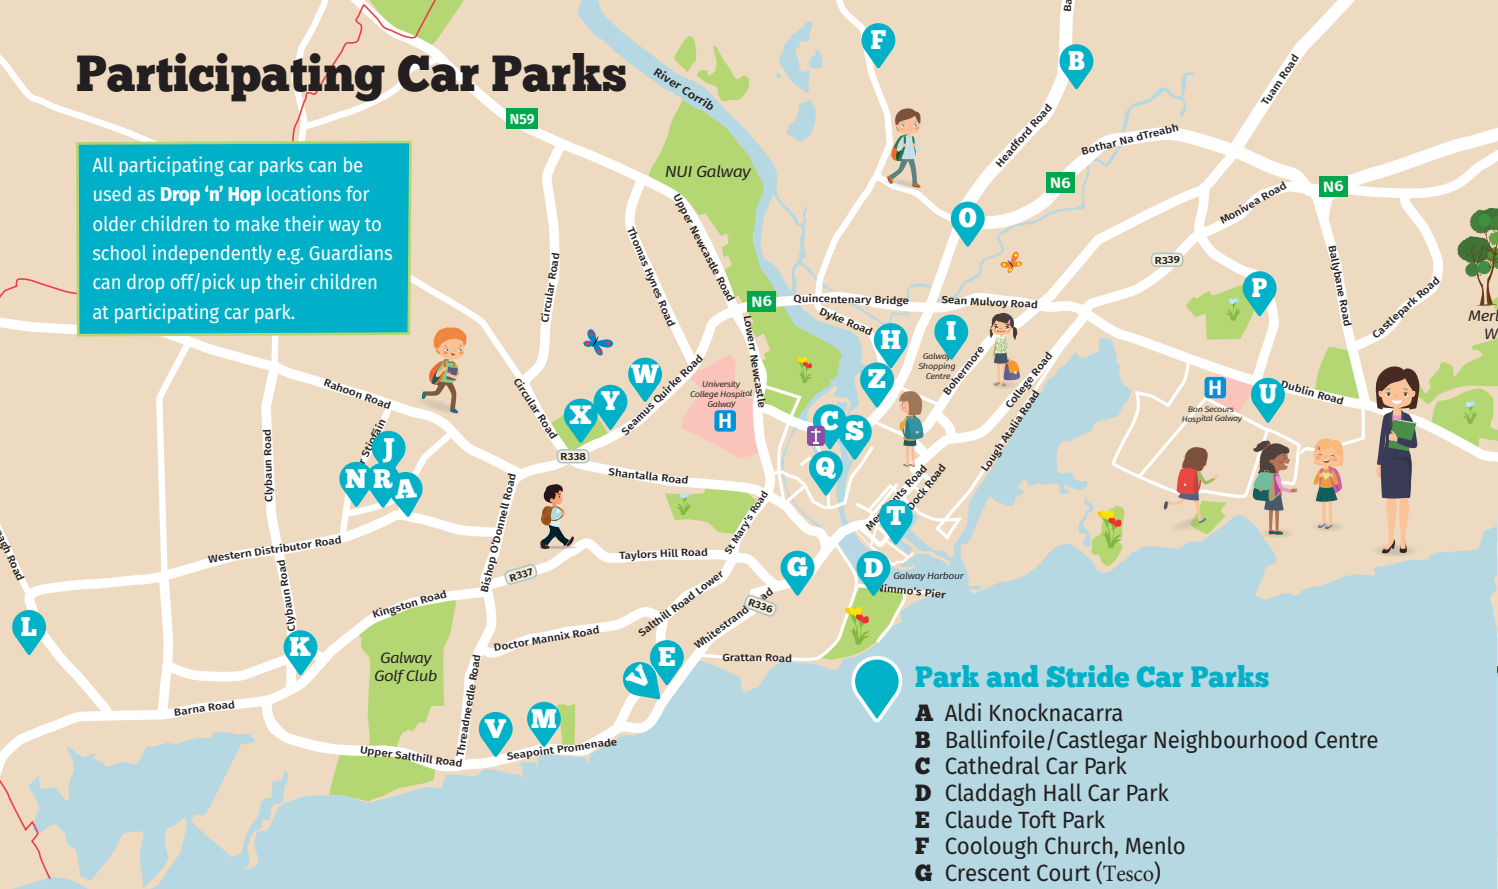 Participating Car Parks
All participating car parks can be
used as Drop ‘n’ Hop locations for
older children to make their way to
school independently e.g. Guardians
can drop off/pick up their children
at participating car park.
River Corrib
N59
NUI Galway
F
B
Headford Road
Bothar Na dTreabh
Tuam Road
N6
N6
Monivea Road
R339
Ballybane Road
Castlepark Road
O
P
Circular Road
Thomas Hynes Road
Upper Newcastle Road
N6
Quincentenary Bridge
Sean Mulvoy Road
Dyke Road
H
I
Galway
Shopping
Centre
Bohermore
College Road
Lough Atalia Road
Z
Lowerr Newcastle
University
College Hospital
Galway
H
H
Bon Secours
Hospital Galway
U
Dublin Road
Rahoon Road
Circular Road
W
Y
X
Seamus Quirke Road
R338
C
S
Q
J
N
R
A
Clybaun Road
Shantalla Road
St Mary's Road
Dock Road
T
Western Distributor Road
Bishop O'Donnell Road
Taylors Hill Road
R337
G
D
Galway Harbour
Nimmo's Pier
Clybaun Road
Kingston Road
Salthill Road Lower
R336
L
K
Galway
Golf Club
Doctor Mannix Road
Grattan Road
E
V
Threadneedle Road
Barna Road
V
M
Upper Salthill Road
Seapoint Promenade
Park and Stride Car Parks
A Aldi Knocknacarra
B Ballinfoile/Castlegar Neighbourhood Centre
C Cathedral Car Park
D Claddagh Hall Car Park
E Claude Toft Park
F Coolough Church, Menlo
G Crescent Court (Tesco)